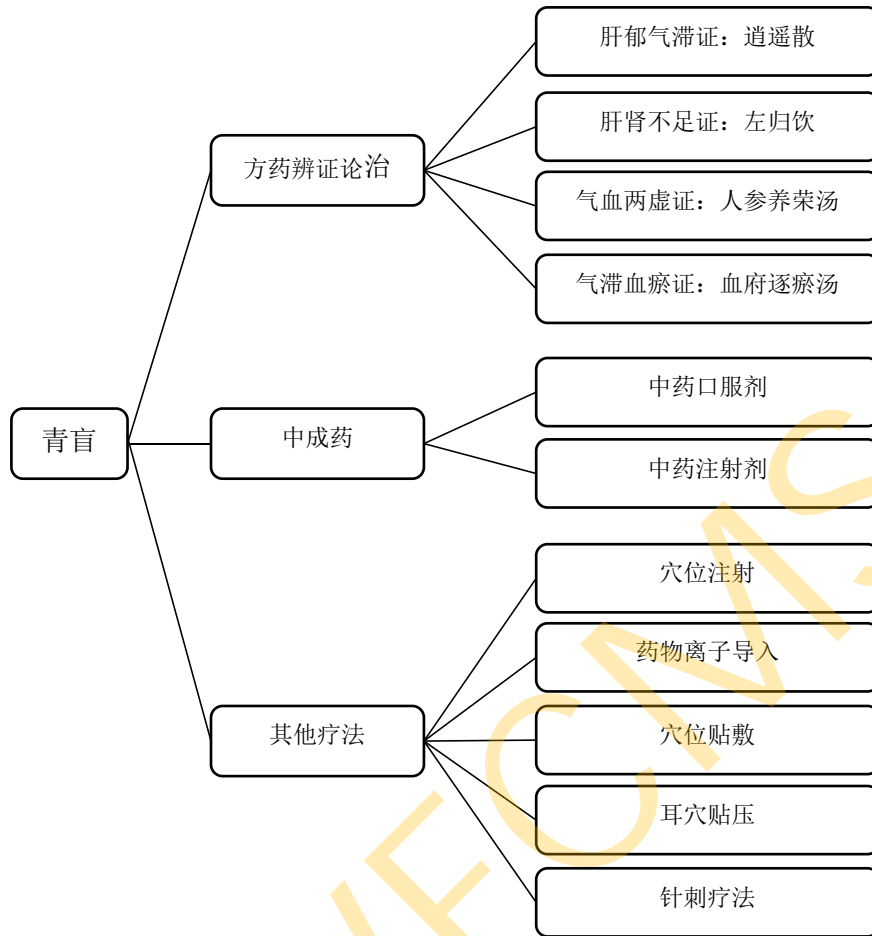 青盲
方药辨证论治
肝郁气滞证：逍遥散
肝肾不足证：左归饮
气血两虚证：人参养荣汤
气滞血瘀证：血府逐瘀汤
中成药
中药口服剂
中药注射剂
其他疗法
穴位注射
药物离子导入
穴位贴敷
耳穴贴压
针刺疗法